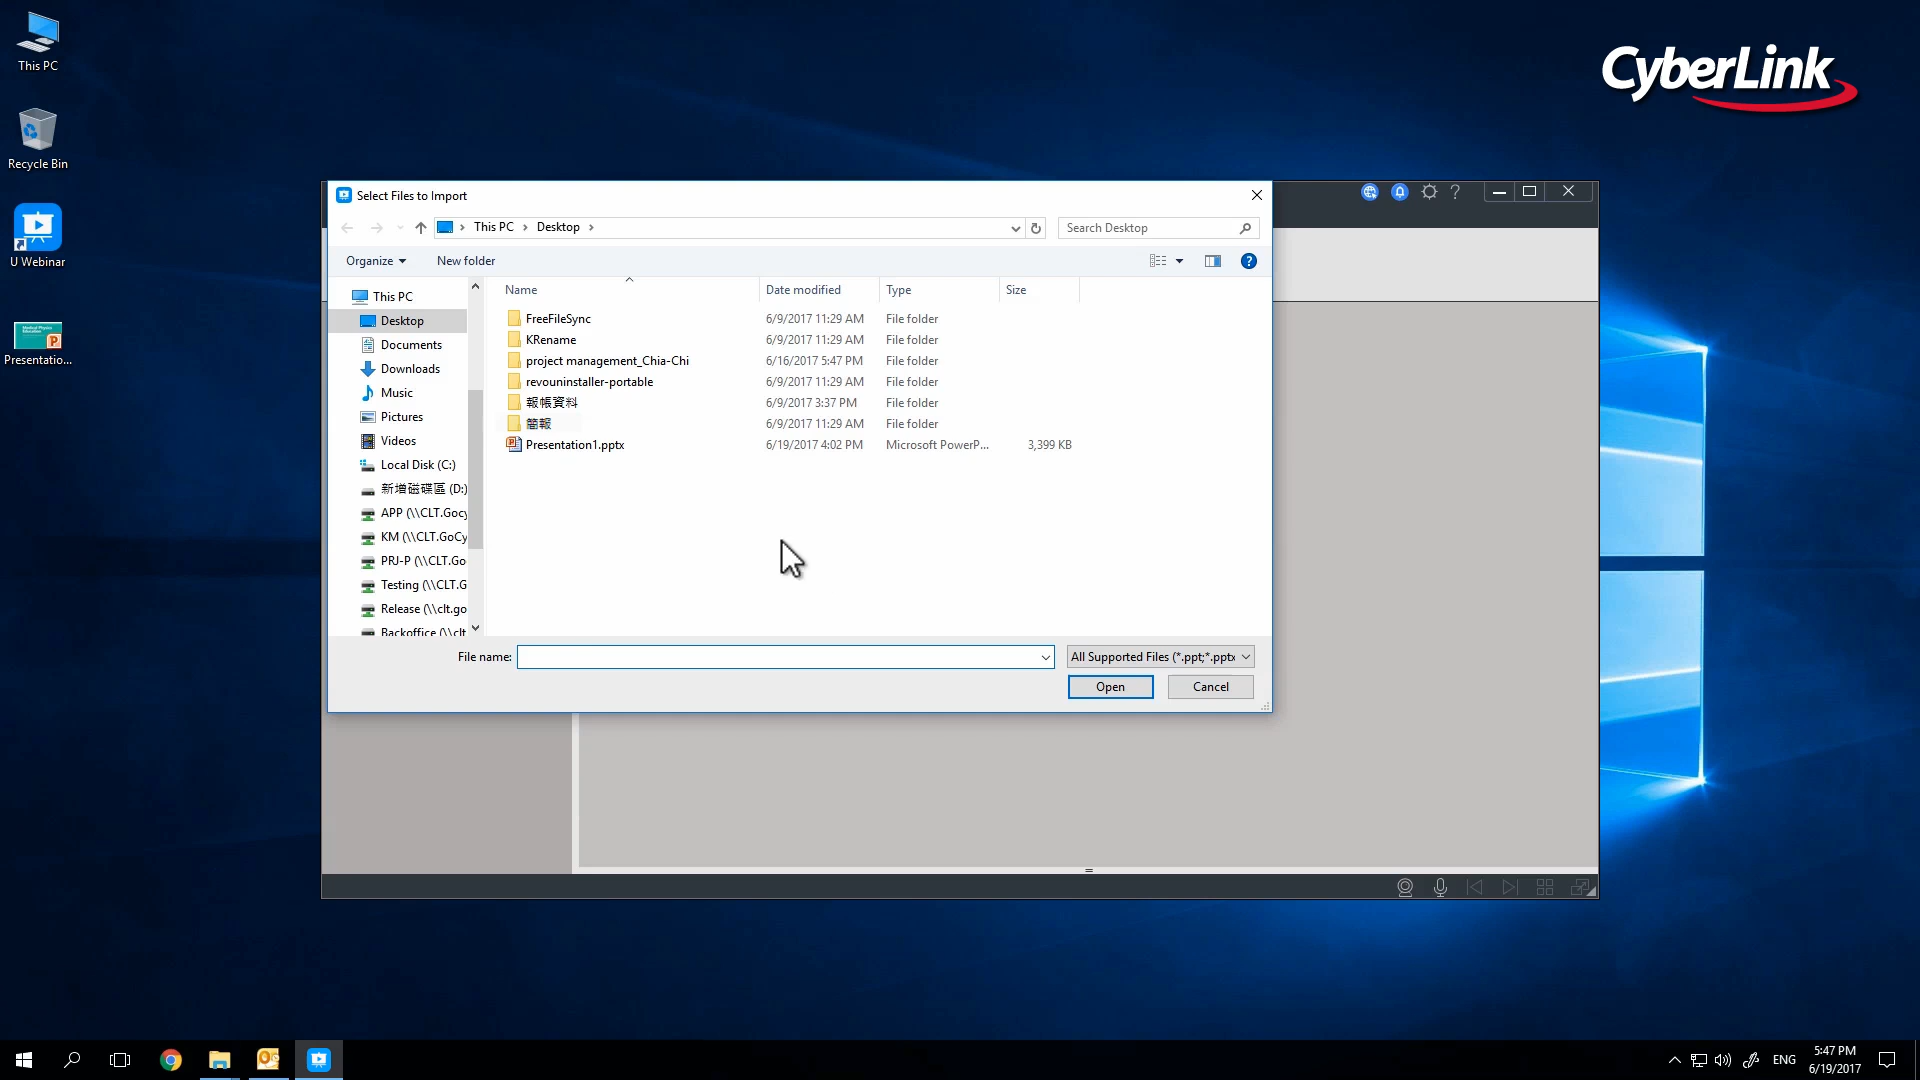 This PC
Recycle Bin
U Webinar
Medical Physics
Education
Presentatio...
CyberLink
Select Files to Import
This PC > Desktop >
Search Desktop
Organize
New folder
Name
Date modified
Type
Size
This PC
Desktop
Documents
Downloads
Music
Pictures
Videos
Local Disk (C:)
新增磁碟區 (D:)
APP (\\CLT.Gocy
KM (\\CLT.GoCy
PRJ-P (\\CLT.Go
Testing (\\CLT.G
Release (\\clt.go
Backoffice (\\clt
FreeFileSync 6/9/2017 11:29 AM File folder
KRename 6/9/2017 11:29 AM File folder
project management_Chia-Chi 6/16/2017 5:47 PM File folder
revouninstaller-portable 6/9/2017 11:29 AM File folder
報帳資料 6/9/2017 3:37 PM File folder
簡報 6/9/2017 11:29 AM File folder
Presentation1.pptx 6/19/2017 4:02 PM Microsoft PowerP... 3,399 KB
File name:
All Supported Files (*.ppt;*.pptx
Open
Cancel
ENG
5:47 PM
6/19/2017